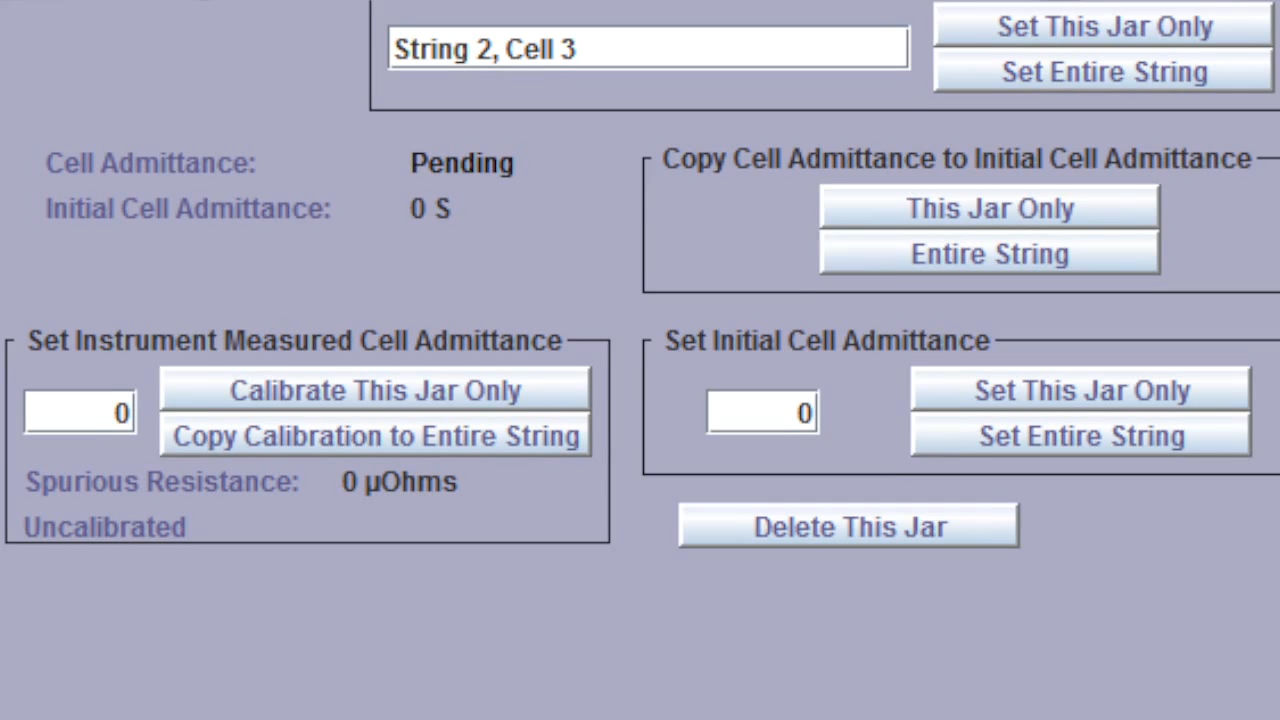 Set This Jar Only
String 2, Cell 3
Set Entire String
Cell Admittance: Pending
Initial Cell Admittance: 0 S
Copy Cell Admittance to Initial Cell Admittance
This Jar Only
Entire String
Set Instrument Measured Cell Admittance
0
Calibrate This Jar Only
Copy Calibration to Entire String
Spurious Resistance: 0 µOhms
Uncalibrated
Set Initial Cell Admittance
0
Set This Jar Only
Set Entire String
Delete This Jar